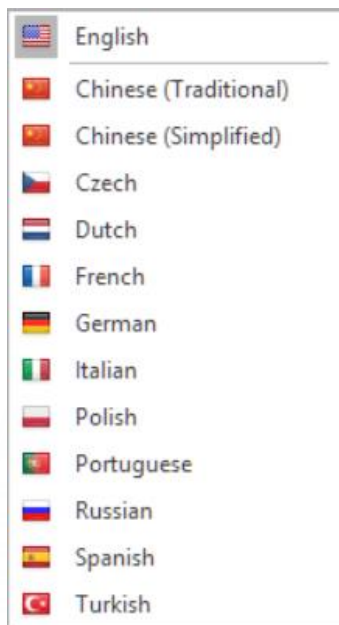 English
Chinese (Traditional)
Chinese (Simplified)
Czech
Dutch
French
German
Italian
Polish
Portuguese
Russian
Spanish
Turkish